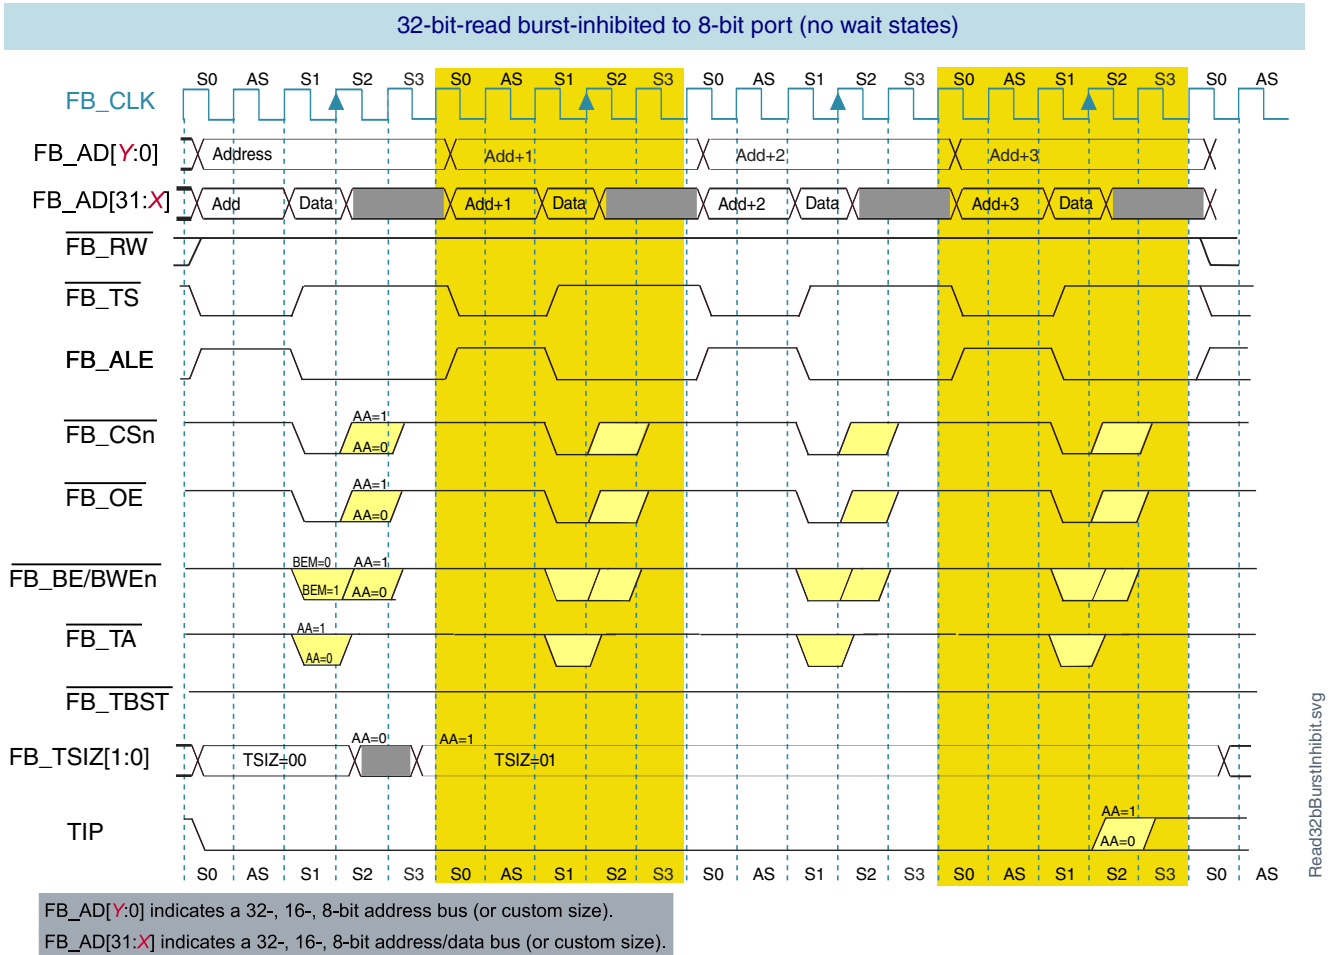 32-bit-read burst-inhibited to 8-bit port (no wait states)
S0 AS S1 S2 S3 S0 AS S1 S2 S3 S0 AS S1 S2 S3 S0 AS S1 S2 S3 S0 AS
FB_CLK
FB_AD[Y:0] Address Add+1 Add+2 Add+3
FB_AD[31:X] Add Data Add+1 Data Add+2 Data Add+3 Data
FB_RW
FB_TS
FB_ALE
AA=1
FB_CSn
AA=0
AA=1
FB_OE
AA=0
BEM=0 AA=1
FB_BE/BWEn
BEM=1 AA=0
AA=1
FB_TA
AA=0
FB_TBST
AA=0 AA=1
FB_TSIZ[1:0] TSIZ=00 TSIZ=01
AA=1
TIP
AA=0
S0 AS S1 S2 S3 S0 AS S1 S2 S3 S0 AS S1 S2 S3 S0 AS S1 S2 S3 S0 AS
FB_AD[Y:0] indicates a 32-, 16-, 8-bit address bus (or custom size).
FB_AD[31:X] indicates a 32-, 16-, 8-bit address/data bus (or custom size).
Read32bBurstInhibit.svg